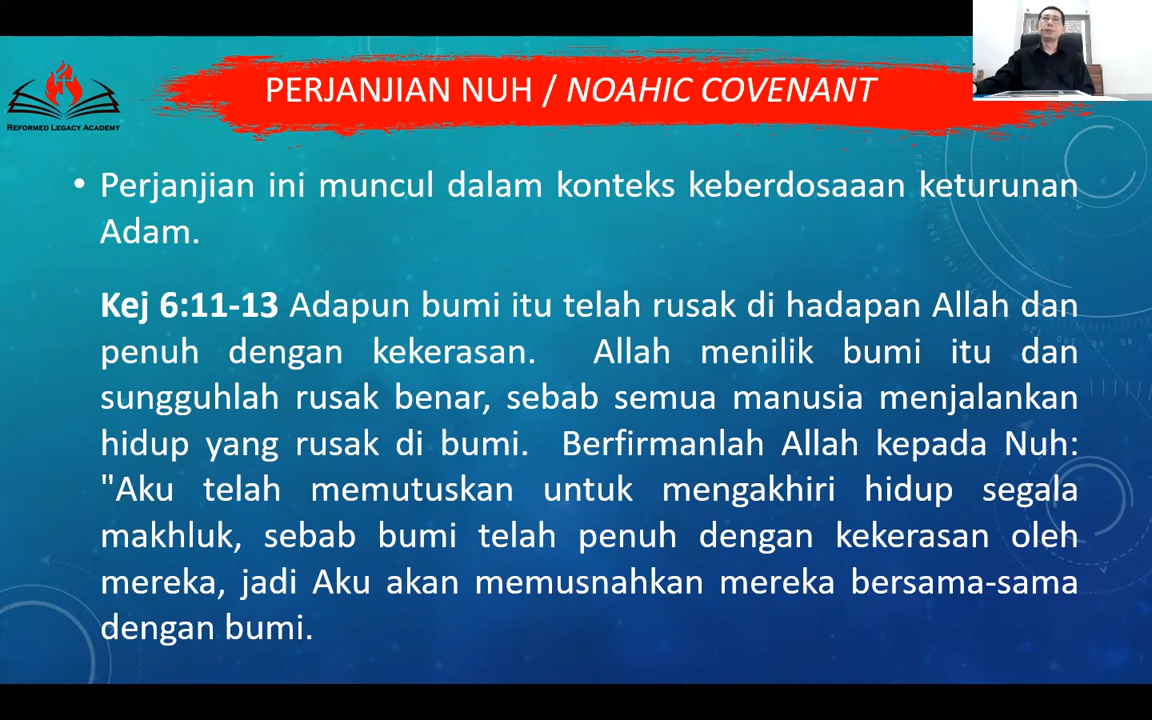 REFORMED LEGACY ACADEMY
PERJANJIAN NUH / NOAHIC COVENANT
• Perjanjian ini muncul dalam konteks keberdosaaan keturunan
Adam.
Kej 6:11-13 Adapun bumi itu telah rusak di hadapan Allah dan
penuh dengan kekerasan. Allah menilik bumi itu dan
sungguhlah rusak benar, sebab semua manusia menjalankan
hidup yang rusak di bumi. Berfirmanlah Allah kepada Nuh:
"Aku telah memutuskan untuk mengakhiri hidup segala
makhluk, sebab bumi telah penuh dengan kekerasan oleh
mereka, jadi Aku akan memusnahkan mereka bersama-sama
dengan bumi.